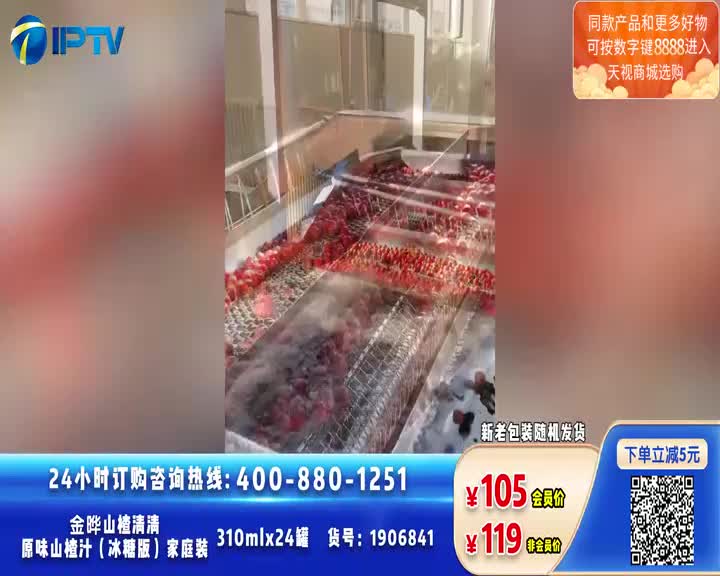 IPTV
同款产品和更多好物
可按数字键8888进入
天视商城选购
新老包装随机发货
下单立减5元
24小时订购咨询热线：400-880-1251
¥105会员价
¥119非会员价
金晔山楂清清
原味山楂汁（冰糖版）家庭装
310mlx24罐 货号：1906841